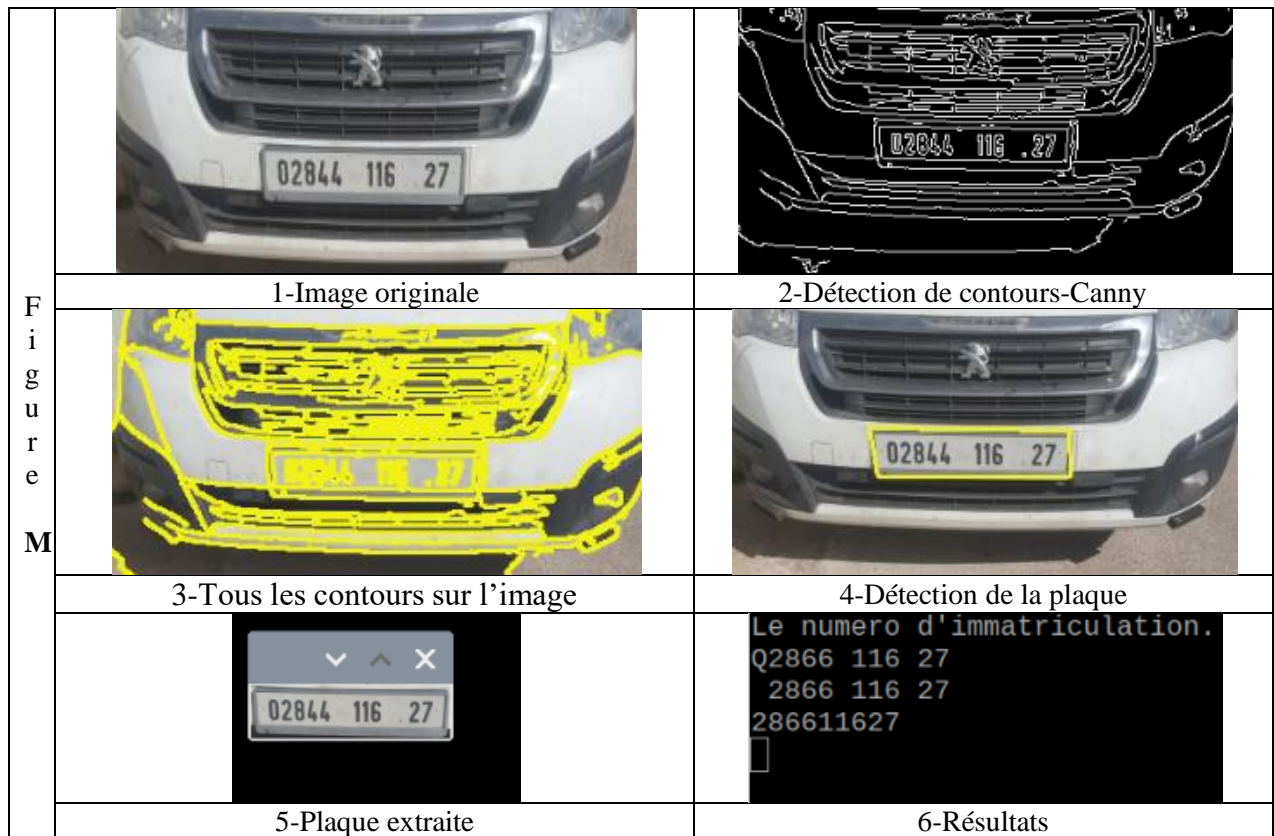 Figure M
02844 116 27
02844 116 27
1-Image originale
2-Détection de contours-Canny
02844 116 27
3-Tous les contours sur l’image
4-Détection de la plaque
02844 116 27
Le numero d'immatriculation.
Q2866 116 27
2866 116 27
286611627
5-Plaque extraite
6-Résultats